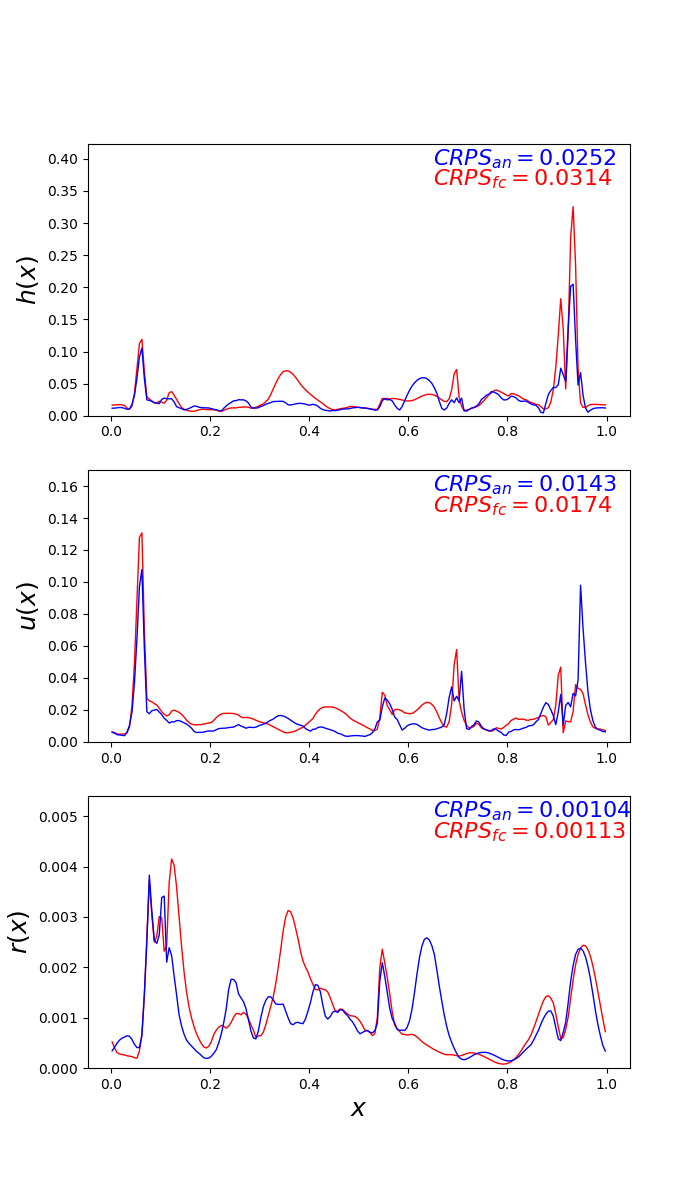 CRPS_an = 0.0252
CRPS_fc = 0.0314
0.40
0.35
0.30
0.25
0.20
0.15
0.10
0.05
0.00
h(x)
0.0 0.2 0.4 0.6 0.8 1.0
CRPS_an = 0.0143
CRPS_fc = 0.0174
0.16
0.14
0.12
0.10
0.08
0.06
0.04
0.02
0.00
u(x)
0.0 0.2 0.4 0.6 0.8 1.0
CRPS_an = 0.00104
CRPS_fc = 0.00113
0.005
0.004
0.003
0.002
0.001
0.000
r(x)
0.0 0.2 0.4 0.6 0.8 1.0
x